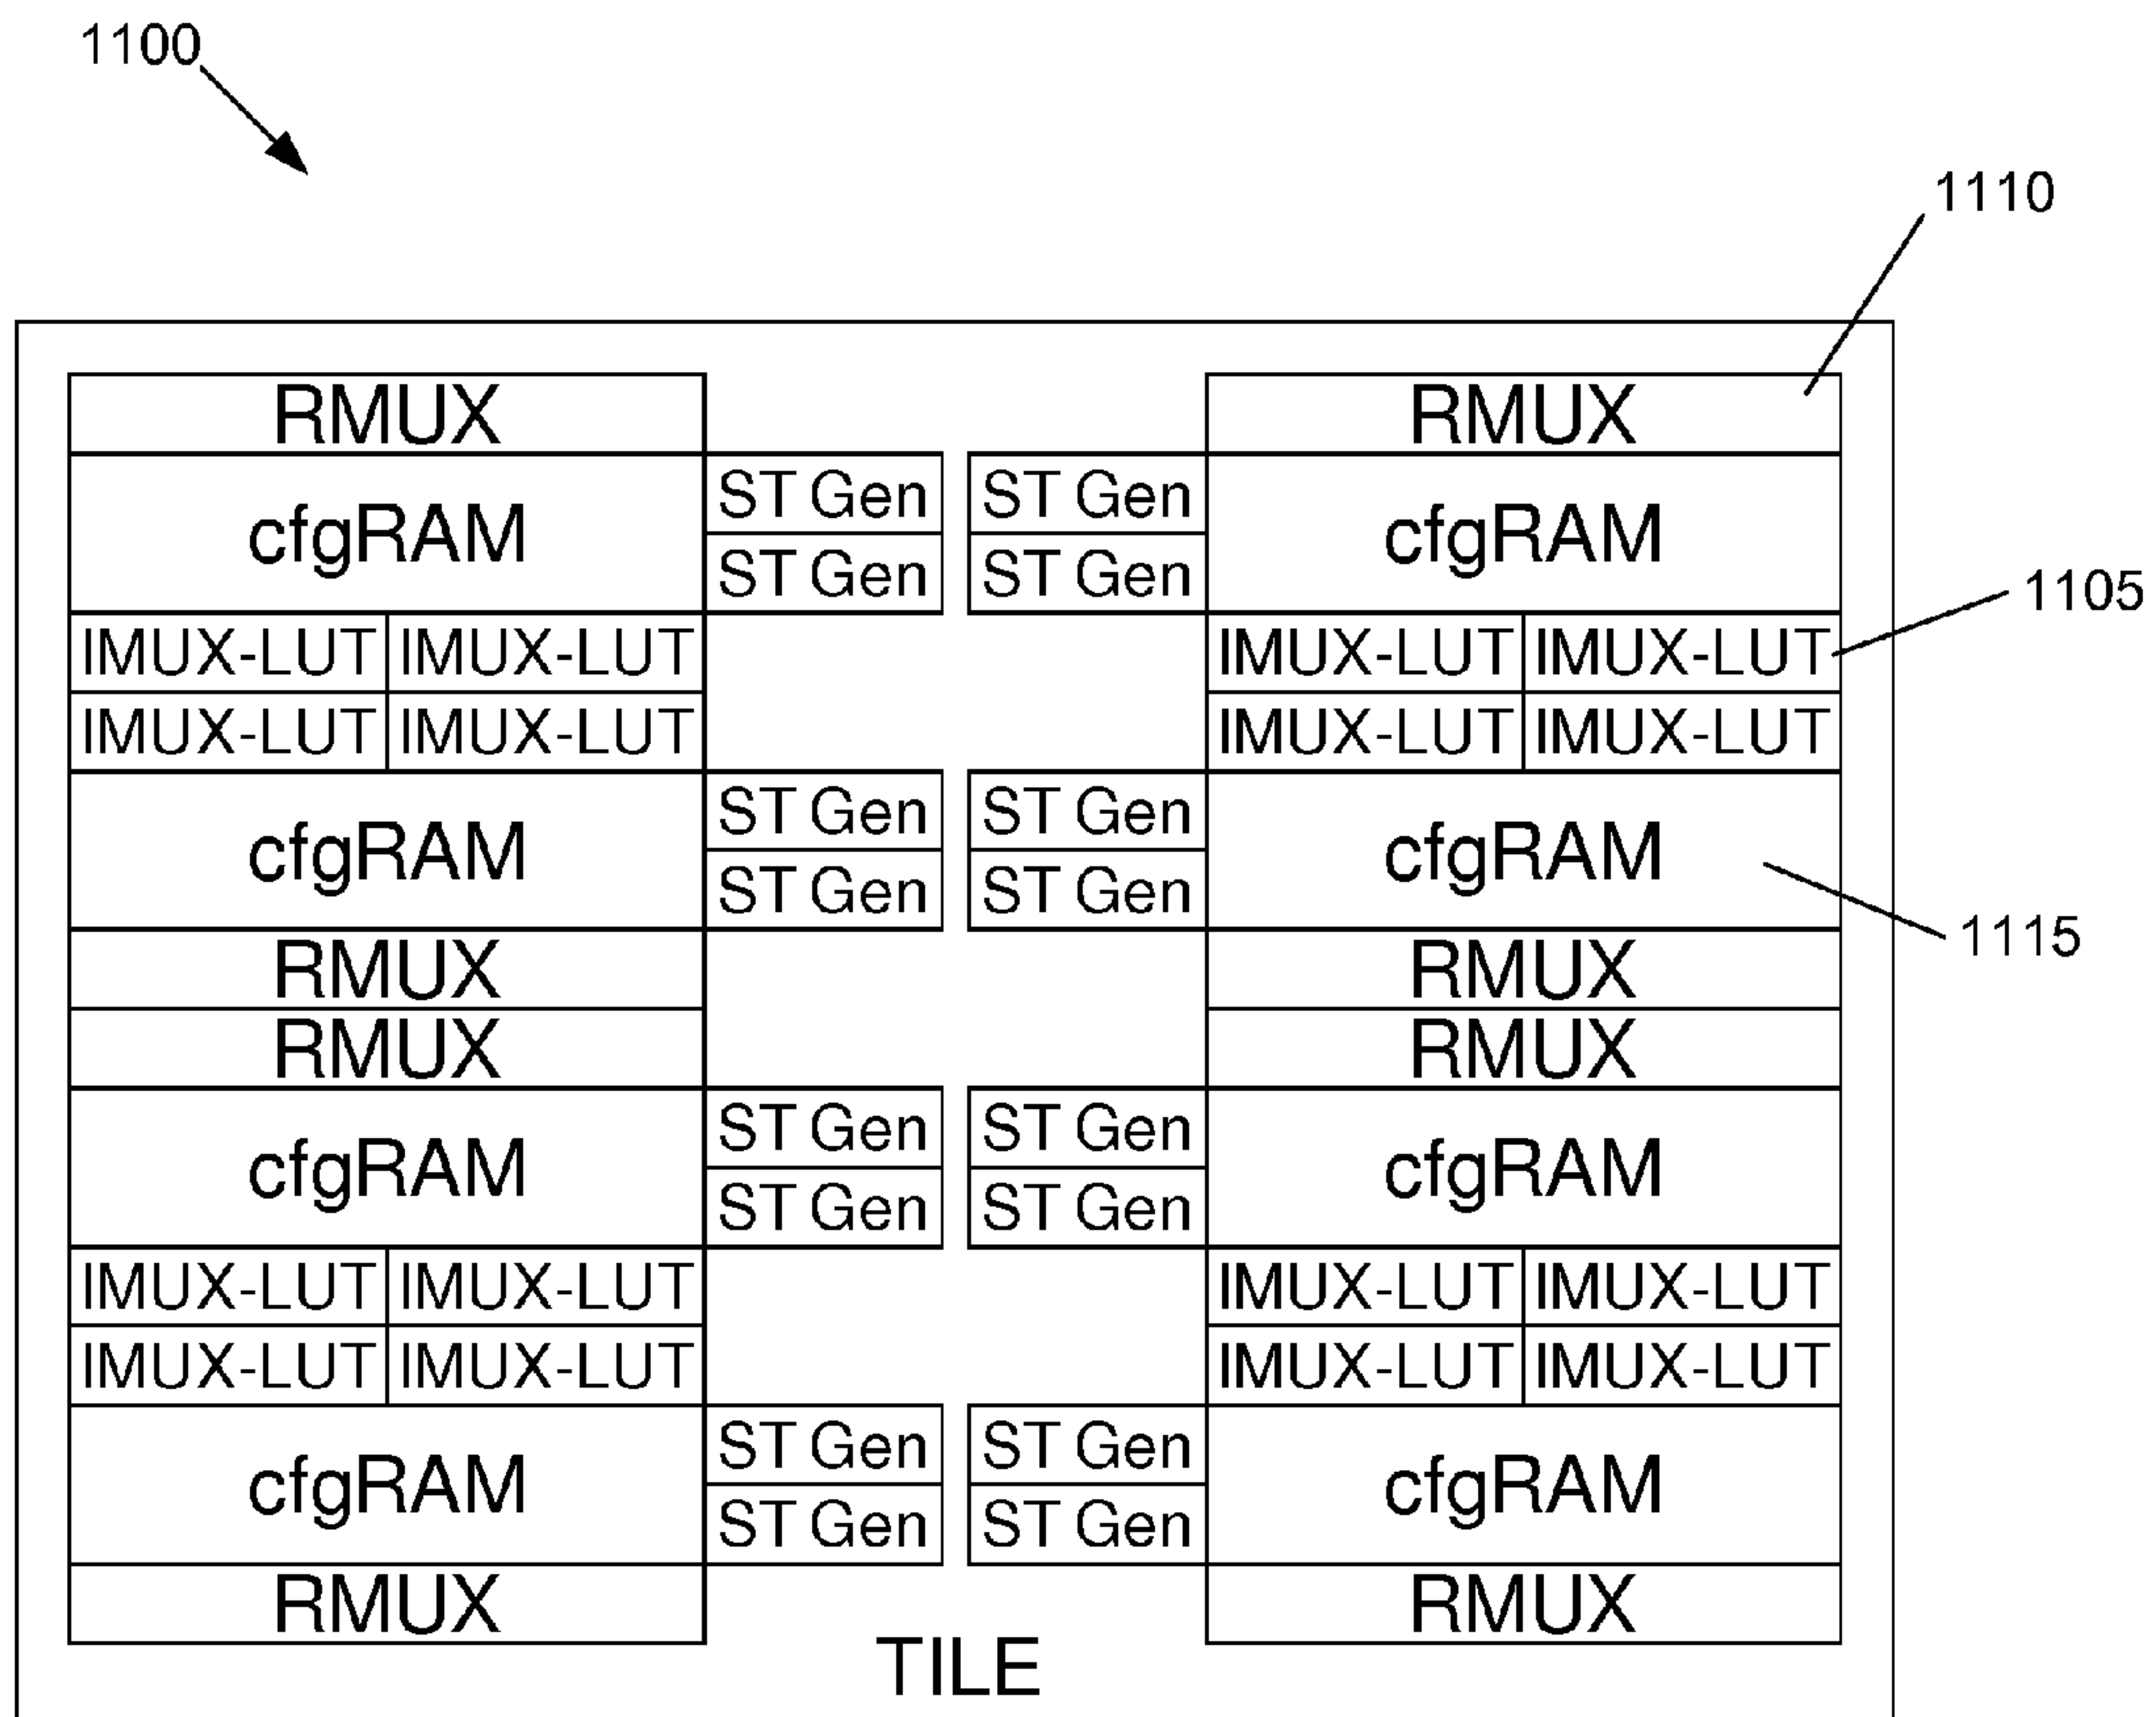 1100
1110
RMUX RMUX
cfgRAM ST Gen ST Gen cfgRAM
ST Gen ST Gen
1105
IMUX-LUT IMUX-LUT IMUX-LUT IMUX-LUT
IMUX-LUT IMUX-LUT IMUX-LUT IMUX-LUT
cfgRAM ST Gen ST Gen cfgRAM
ST Gen ST Gen
1115
RMUX RMUX
RMUX RMUX
cfgRAM ST Gen ST Gen cfgRAM
ST Gen ST Gen
IMUX-LUT IMUX-LUT IMUX-LUT IMUX-LUT
IMUX-LUT IMUX-LUT IMUX-LUT IMUX-LUT
cfgRAM ST Gen ST Gen cfgRAM
ST Gen ST Gen
RMUX RMUX
TILE